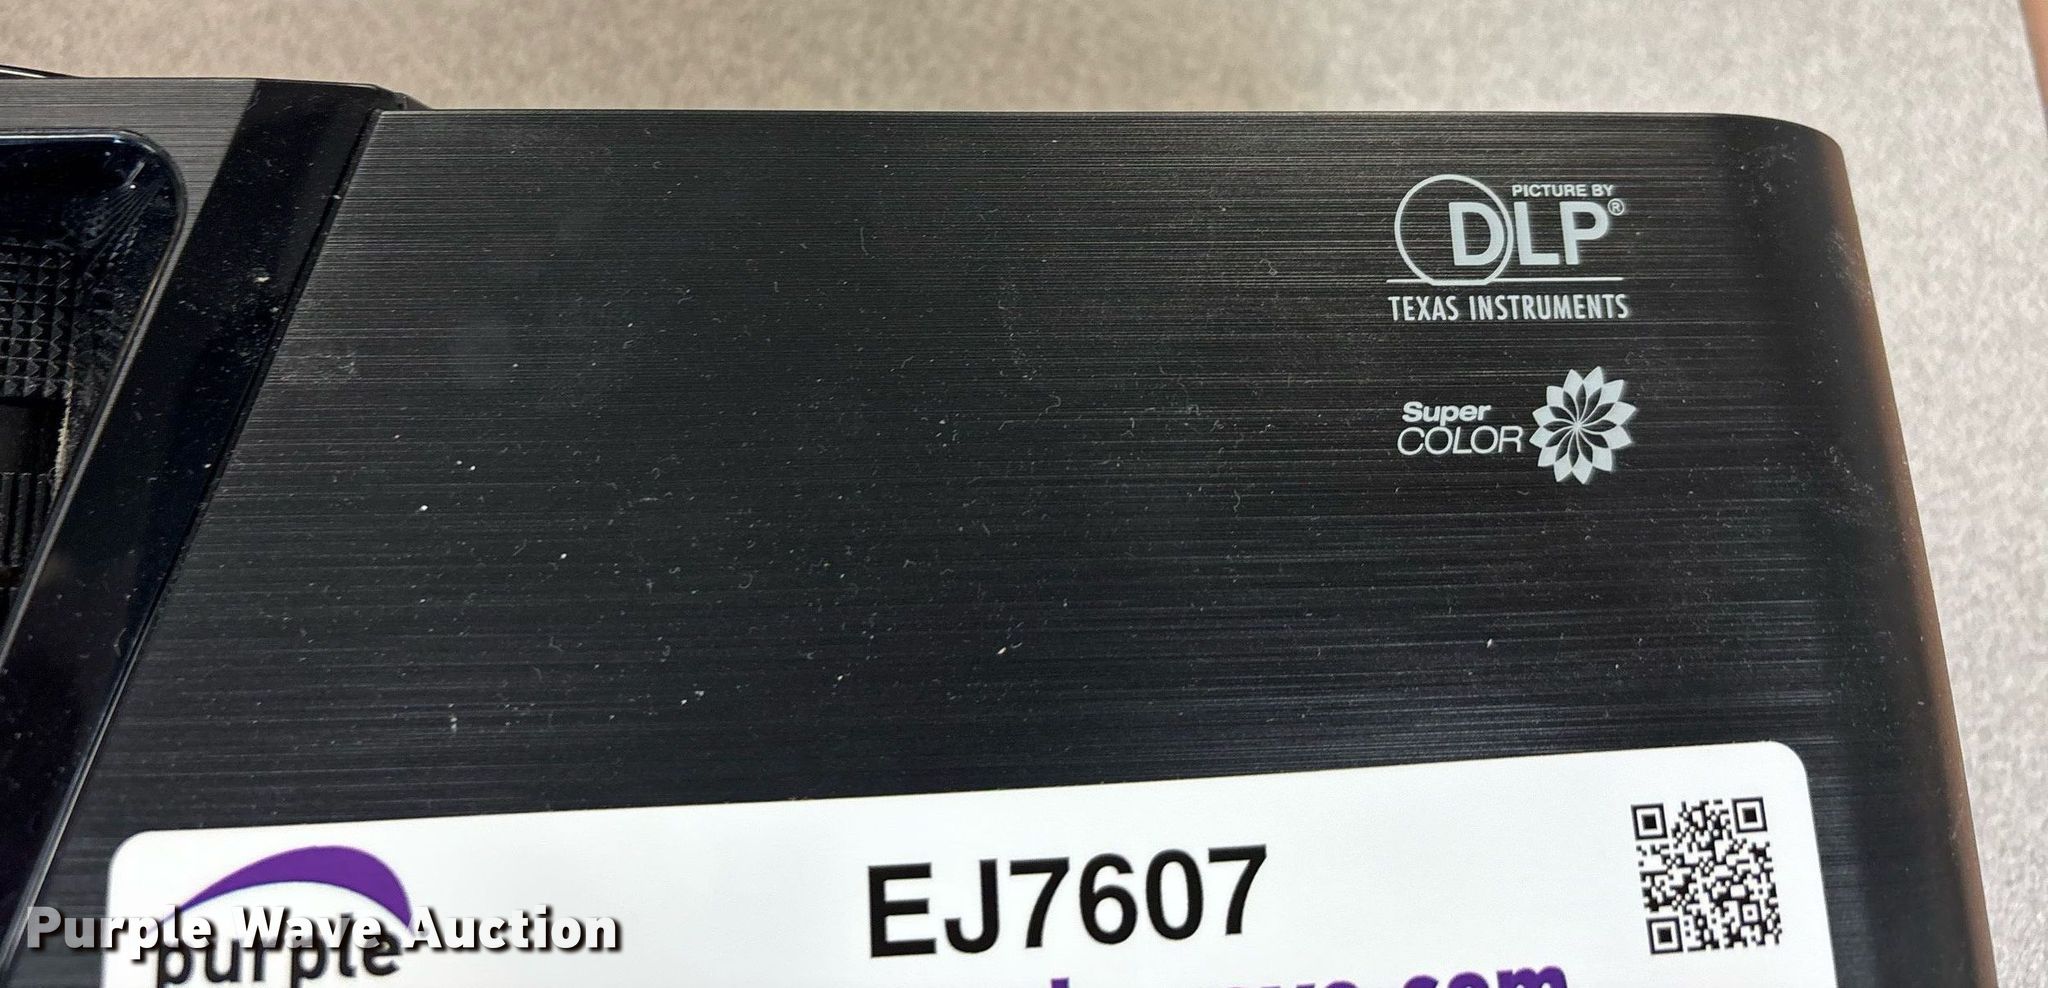 PICTURE BY
DLP®
TEXAS INSTRUMENTS
Super
COLOR
EJ7607
purple
Purple Wave Auction